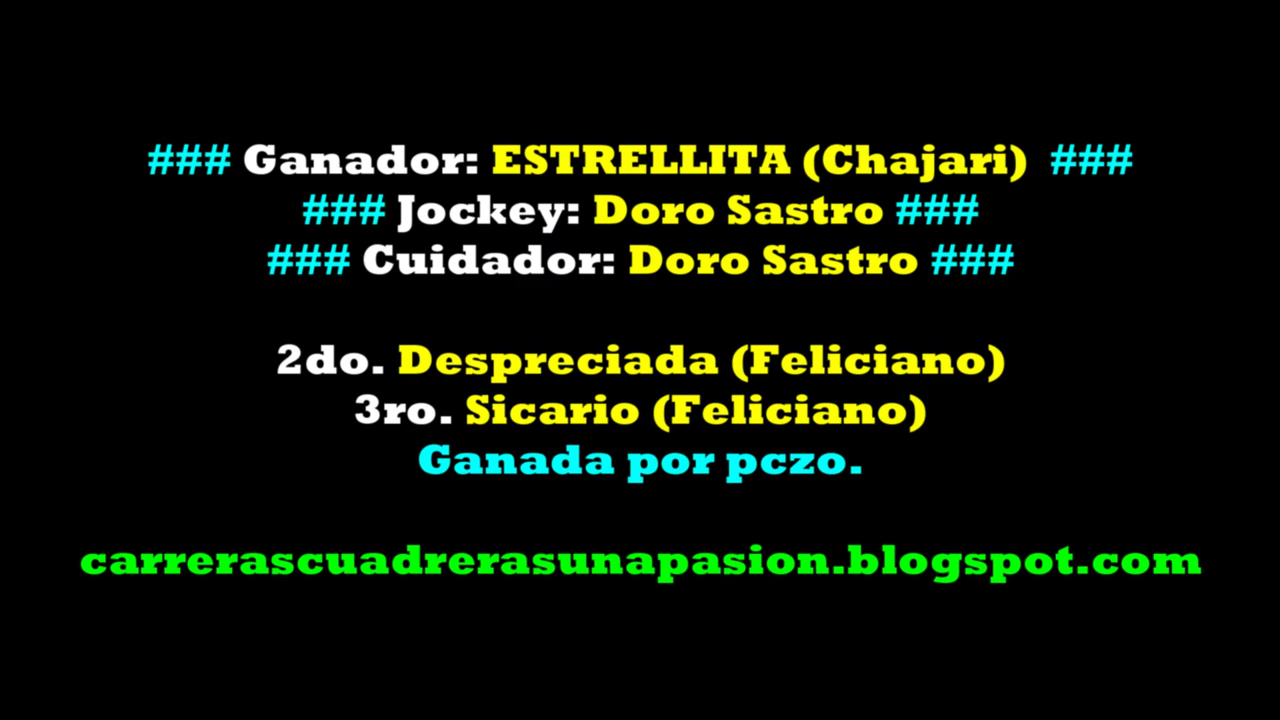 ### Ganador: ESTRELLITA (Chajari) ###
### Jockey: Doro Sastro ###
### Cuidador: Doro Sastro ###
2do. Despreciada (Feliciano)
3ro. Sicario (Feliciano)
Ganada por pczo.
carrerascuadrerasunapasion.blogspot.com